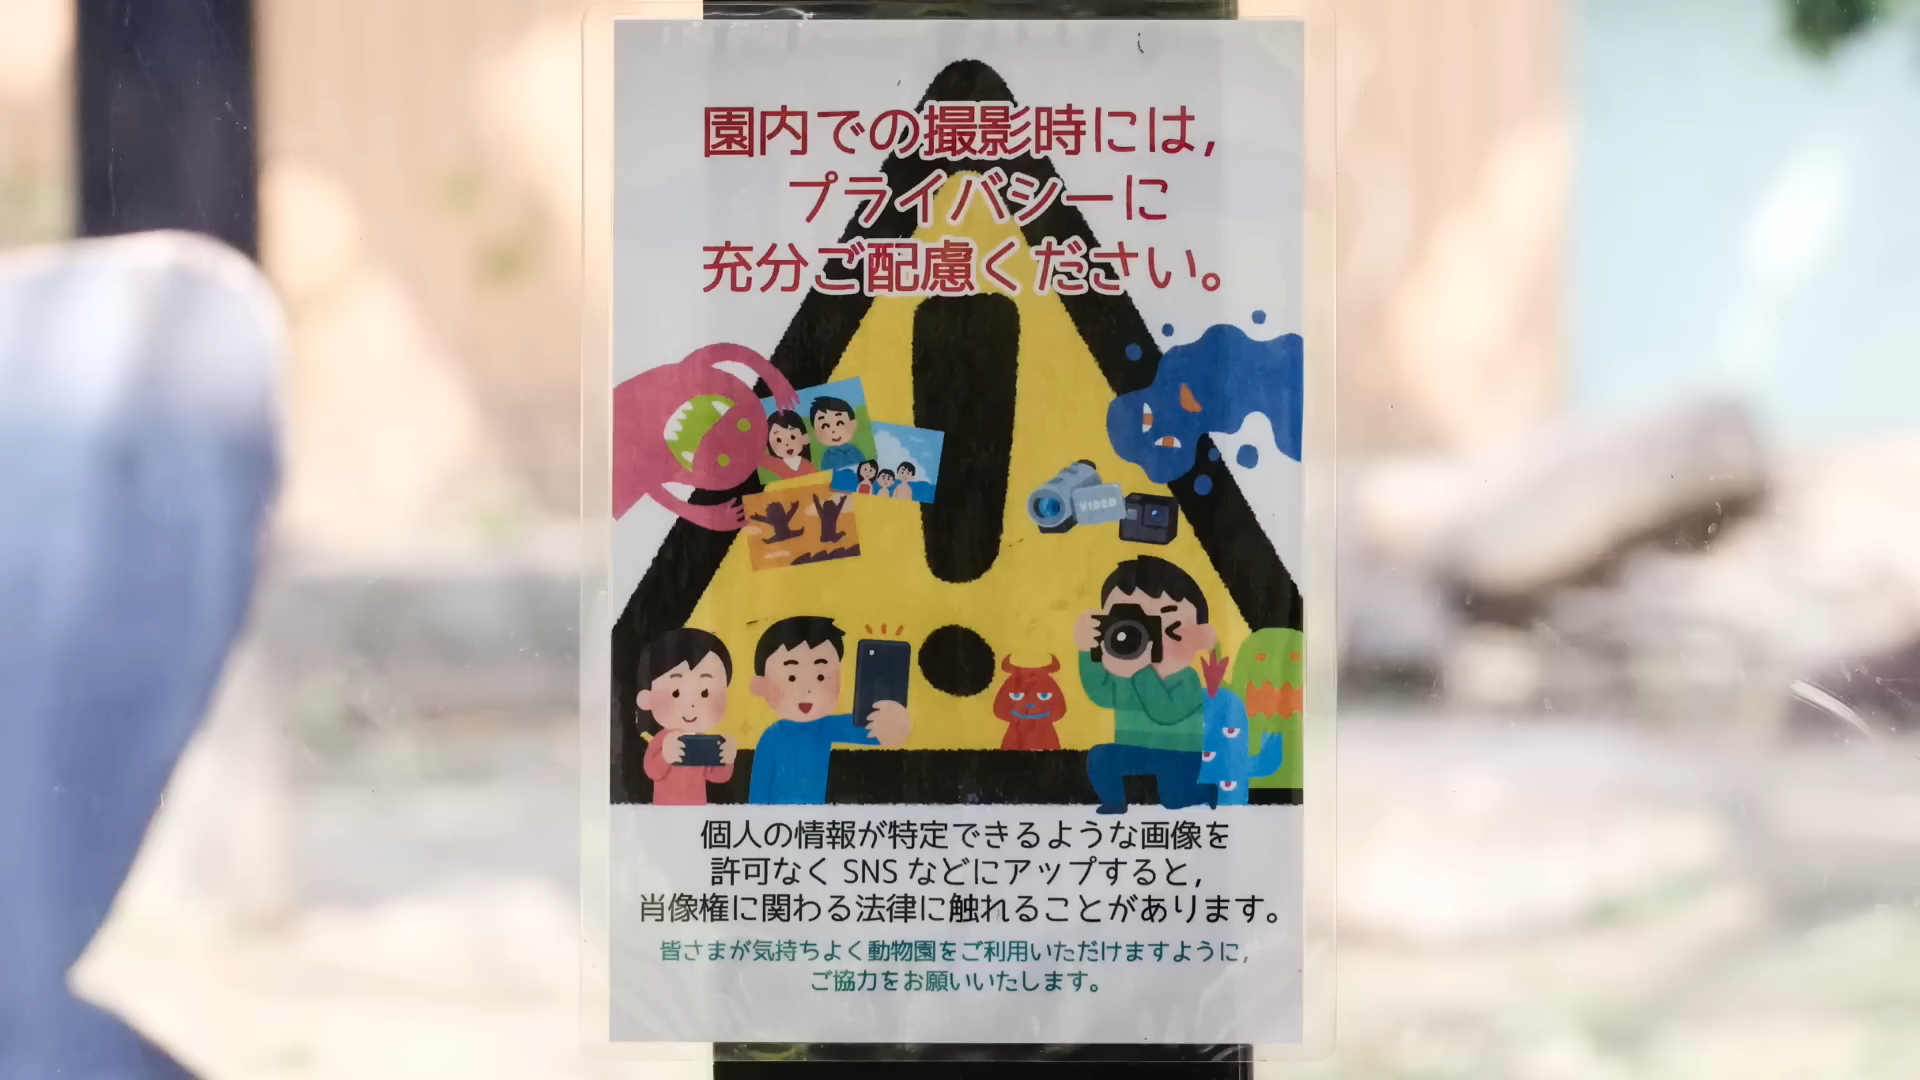 園内での撮影時には,
プライバシーに
充分ご配慮ください。
VIDEO
個人の情報が特定できるような画像を
許可なく SNS などにアップすると,
肖像権に関わる法律に触れることがあります。
皆さまが気持ちよく動物園をご利用いただけますように,
ご協力をお願いいたします。